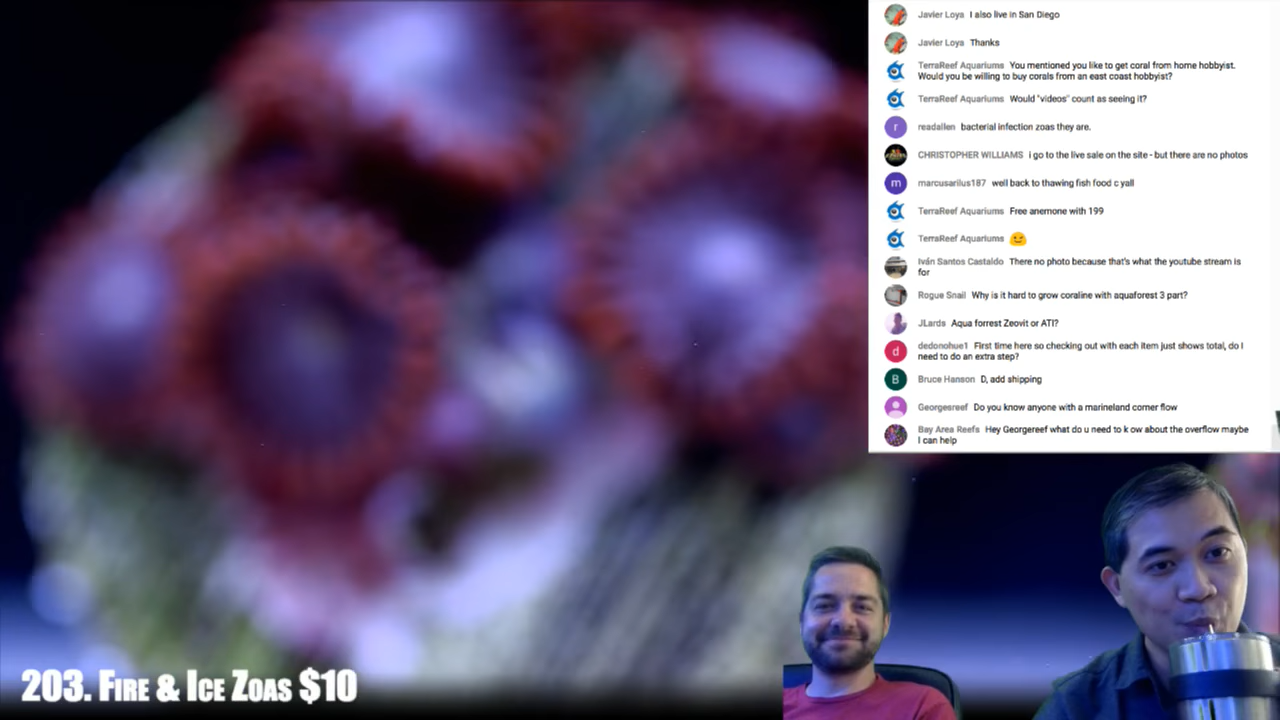 Javier Loya I also live in San Diego
Javier Loya Thanks
TerraReef Aquariums You mentioned you like to get coral from home hobbyist.
Would you be willing to buy corals from an east coast hobbyist?
TerraReef Aquariums Would "videos" count as seeing it?
r
readallen bacterial infection zoas they are.
CHRISTOPHER WILLIAMS i go to the live sale on the site - but there are no photos
m
marcusarilus187 well back to thawing fish food c yall
TerraReef Aquariums Free anemone with 199
TerraReef Aquariums
Iván Santos Castaldo There no photo because that's what the youtube stream is
for
Rogue Snail Why is it hard to grow coraline with aquaforest 3 part?
JLards Aqua forrest Zeovit or ATI?
d
dedonohue1 First time here so checking out with each item just shows total, do I
need to do an extra step?
B
Bruce Hanson D, add shipping
Georgesreef Do you know anyone with a marineland corner flow
Bay Area Reefs Hey Georgereef what do u need to k ow about the overflow maybe
I can help
203. Fire & Ice Zoas $10